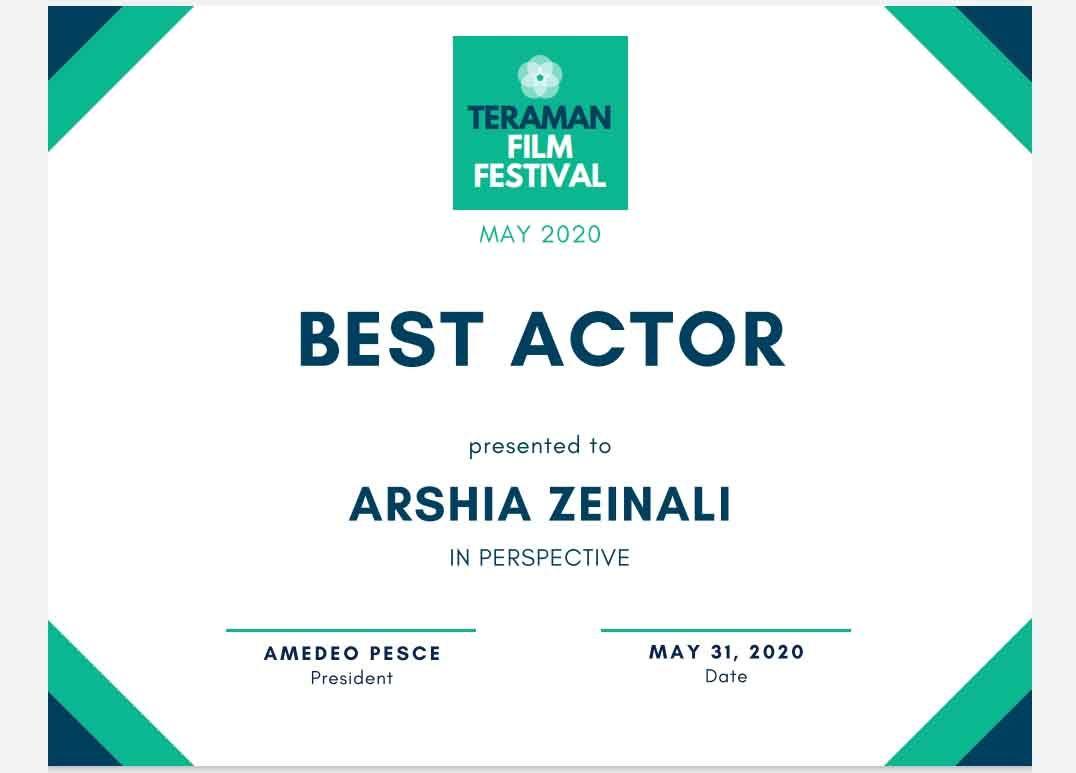 TERAMAN
FILM
FESTIVAL
MAY 2020
BEST ACTOR
presented to
ARSHIA ZEINALI
IN PERSPECTIVE
AMEDEO PESCE
President
MAY 31, 2020
Date